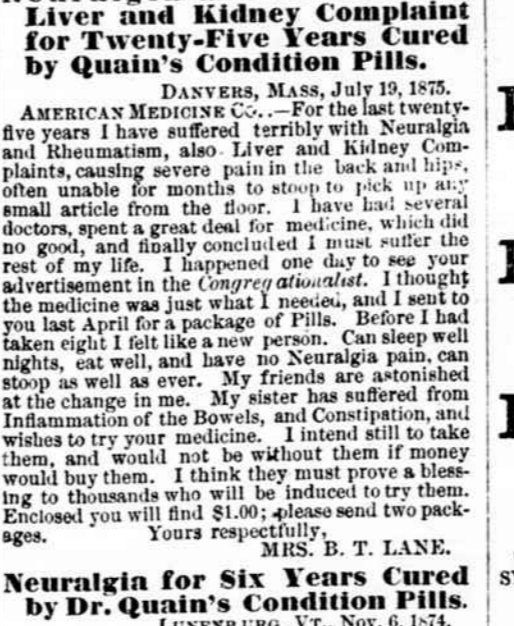 Liver and Kidney Complaint
for Twenty-Five Years Cured
by Quain's Condition Pills.
DANVERS, MASS, July 19, 1875.
AMERICAN MEDICINE CO..—For the last twenty-
five years I have suffered terribly with Neuralgia
and Rheumatism, also Liver and Kidney Com-
plaints, causing severe pain in the back and hips,
often unable for months to stoop to pick up any
small article from the floor. I have had several
doctors, spent a great deal for medicine, which did
no good, and finally concluded I must suffer the
rest of my life. I happened one day to see your
advertisement in the Congregationalist. I thought
the medicine was just what I needed, and I sent to
you last April for a package of Pills. Before I had
taken eight I felt like a new person. Can sleep well
nights, eat well, and have no Neuralgia pain, can
stoop as well as ever. My friends are astonished
at the change in me. My sister has suffered from
Inflammation of the Bowels, and Constipation, and
wishes to try your medicine. I intend still to take
them, and would not be without them if money
would buy them. I think they must prove a bless-
ing to thousands who will be induced to try them.
Enclosed you will find $1.00; please send two pack-
ages. Yours respectfully,
MRS. B. T. LANE.
Neuralgia for Six Years Cured
by Dr. Quain's Condition Pills.
LUNENBURG, VT., Nov. 6, 1874.